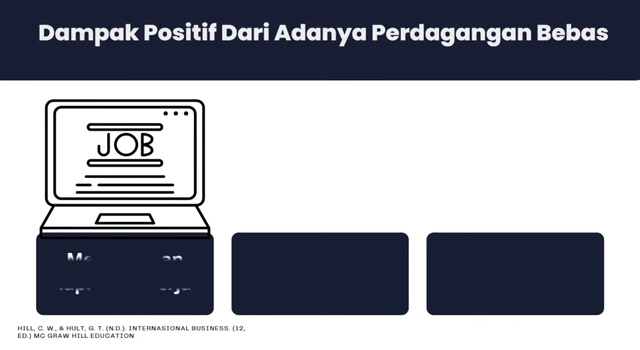 Dampak Positif Dari Adanya Perdagangan Bebas
JOB
HILL, C. W., & HULT, G. T. (N.D.). INTERNASIONAL BUSINESS. (12,
ED.) MC GRAW HILL EDUCATION